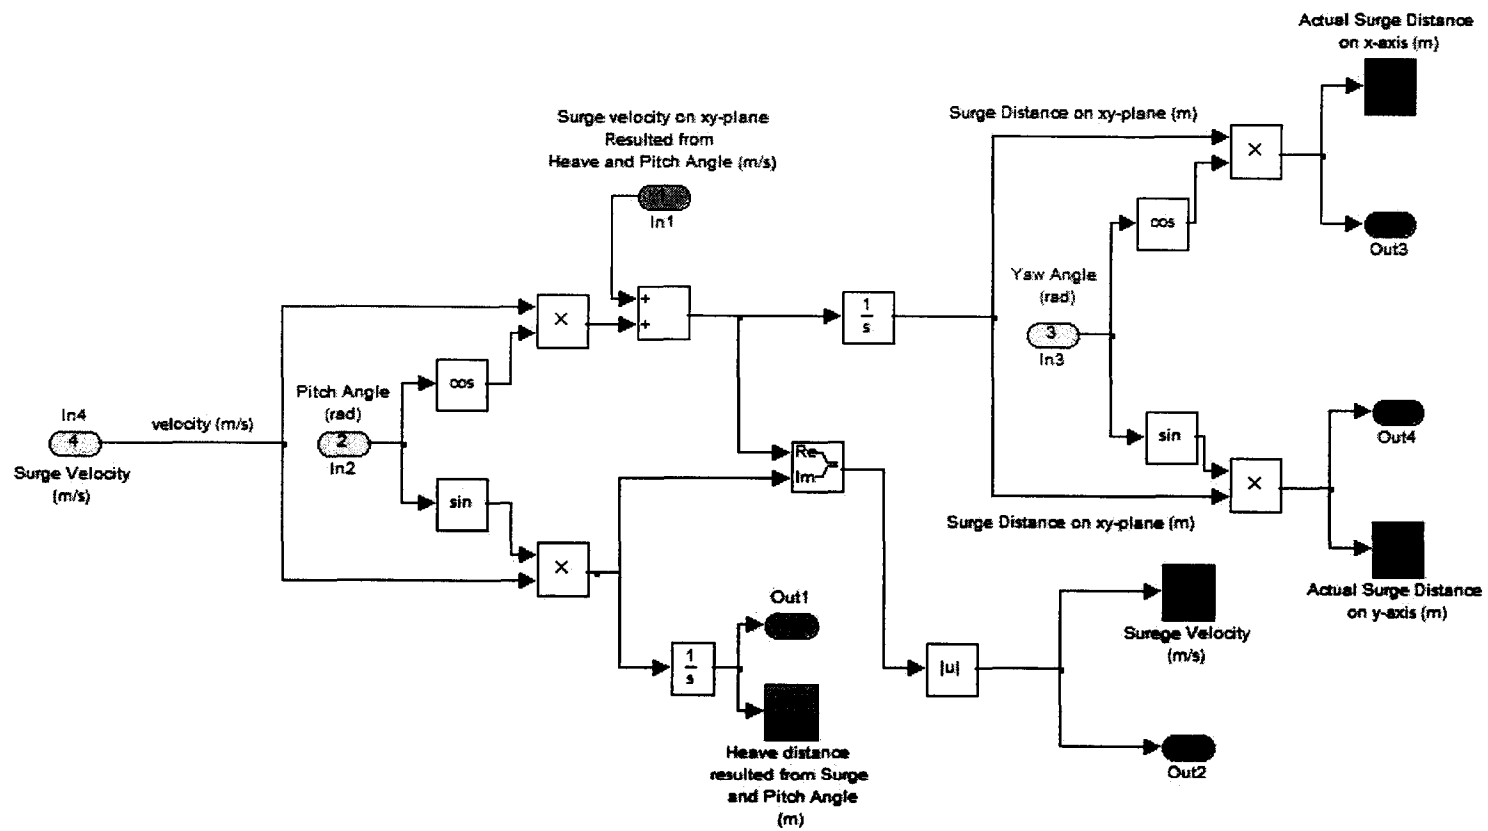 Actual Surge Distance
on x-axis (m)
Surge velocity on xy-plane
Resulted from
Heave and Pitch Angle (m/s)
In1
Surge Distance on xy-plane (m)
×
cos
Out3
Yaw Angle
(rad)
3
In3
×
+
+
1
s
cos
Pitch Angle
(rad)
2
In2
In4
4
Surge Velocity
(m/s)
velocity (m/s)
sin
×
Re
Im
sin
×
Out4
Surge Distance on xy-plane (m)
Actual Surge Distance
on y-axis (m)
Out1
1
s
Heave distance
resulted from Surge
and Pitch Angle
(m)
|u|
Surege Velocity
(m/s)
Out2